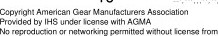 Copyright American Gear Manufacturers Association
Provided by IHS under license with AGMA
No reproduction or networking permitted without license from